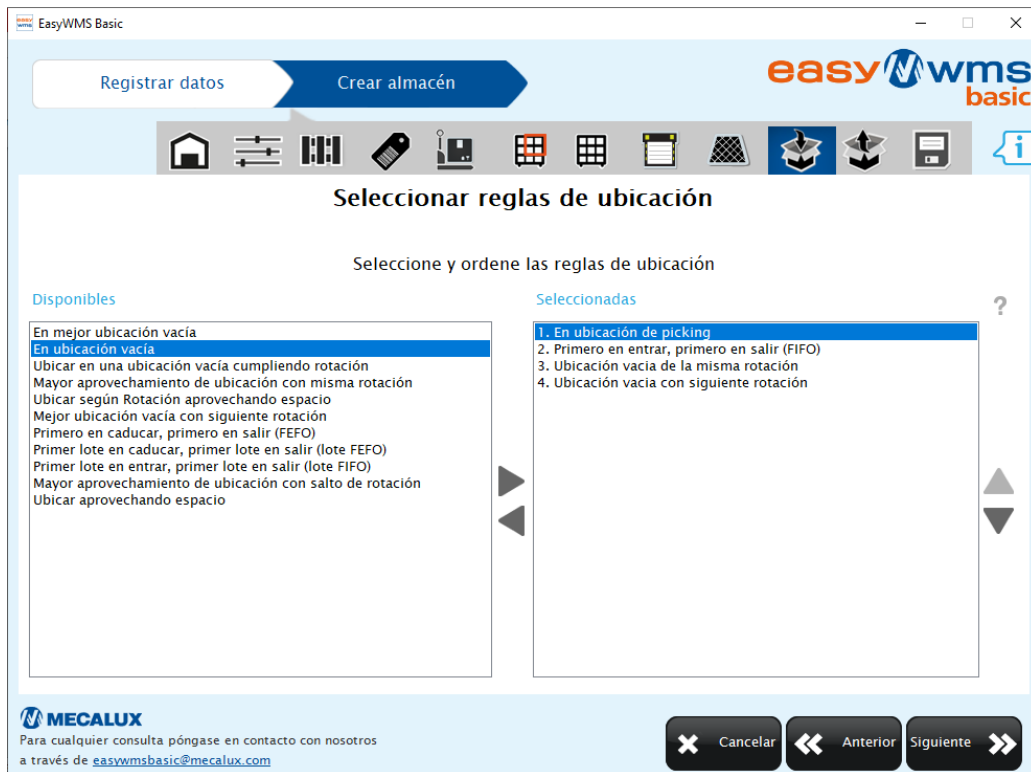 easy wms EasyWMS Basic
Registrar datos
Crear almacén
easy wms
basic
i
Seleccionar reglas de ubicación
Seleccione y ordene las reglas de ubicación
Disponibles
En mejor ubicación vacía
En ubicación vacía
Ubicar en una ubicación vacía cumpliendo rotación
Mayor aprovechamiento de ubicación con misma rotación
Ubicar según Rotación aprovechando espacio
Mejor ubicación vacía con siguiente rotación
Primero en caducar, primero en salir (FEFO)
Primer lote en caducar, primer lote en salir (lote FEFO)
Primer lote en entrar, primer lote en salir (lote FIFO)
Mayor aprovechamiento de ubicación con salto de rotación
Ubicar aprovechando espacio
Seleccionadas
?
1. En ubicación de picking
2. Primero en entrar, primero en salir (FIFO)
3. Ubicación vacia de la misma rotación
4. Ubicación vacia con siguiente rotación
MECALUX
Para cualquier consulta póngase en contacto con nosotros
a través de easywmsbasic@mecalux.com
Cancelar
Anterior
Siguiente